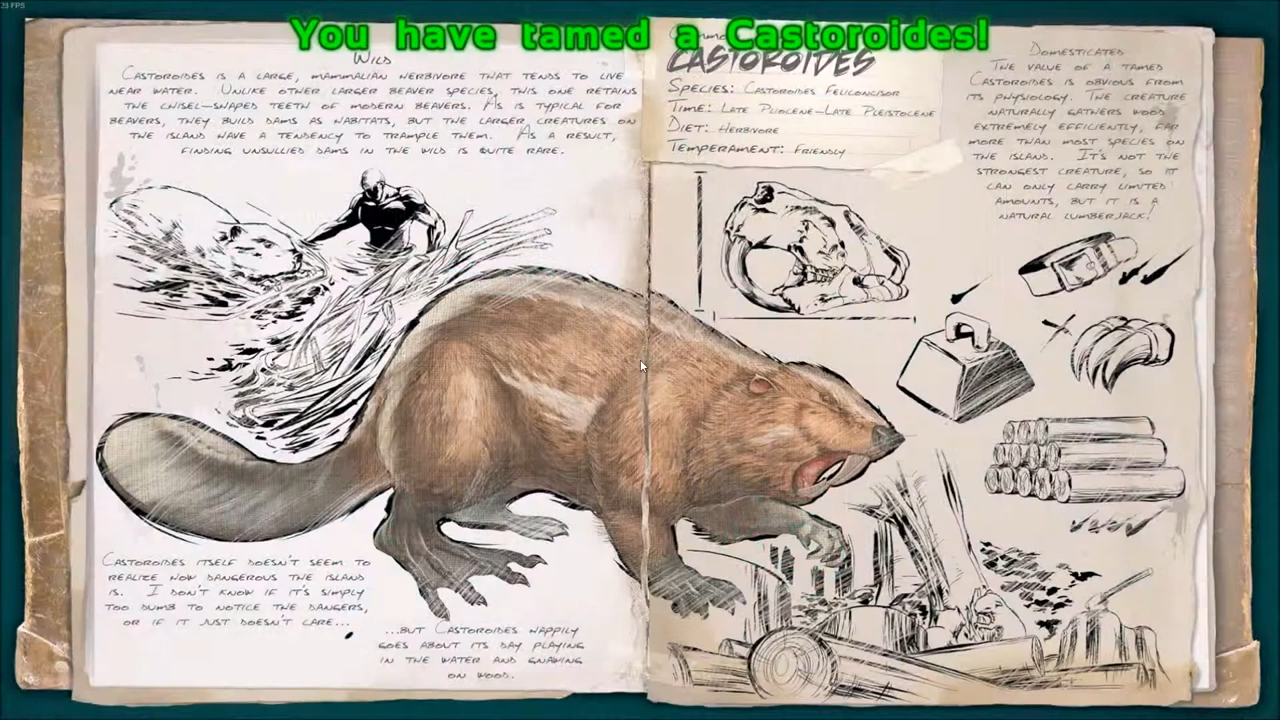 23 FPS
You have tamed a Castoroides!
Wild
Castoroides is a large, mammalian herbivore that tends to live
near water. Unlike other larger beaver species, this one retains
the chisel-shaped teeth of modern beavers. As is typical for
beavers, they build dams as habitats, but the larger creatures on
the island have a tendency to trample them. As a result,
finding unsullied dams in the wild is quite rare.
Castoroides
Species: Castoroides Feliconcisor
Time: Late Pliocene-Late Pleistocene
Diet: Herbivore
Temperament: Friendly
Domesticated
The value of a tamed
Castoroides is obvious from
its physiology. The creature
naturally gathers wood
extremely efficiently, far
more than most species on
the island. It's not the
strongest creature, so it
can only carry limited
amounts, but it is a
natural lumberjack!
Castoroides itself doesn't seem to
realize how dangerous the island
is. I don't know if it's simply
too dumb to notice the dangers,
or if it just doesn't care...
...but Castoroides happily
goes about its day playing
in the water and gnawing
on wood.